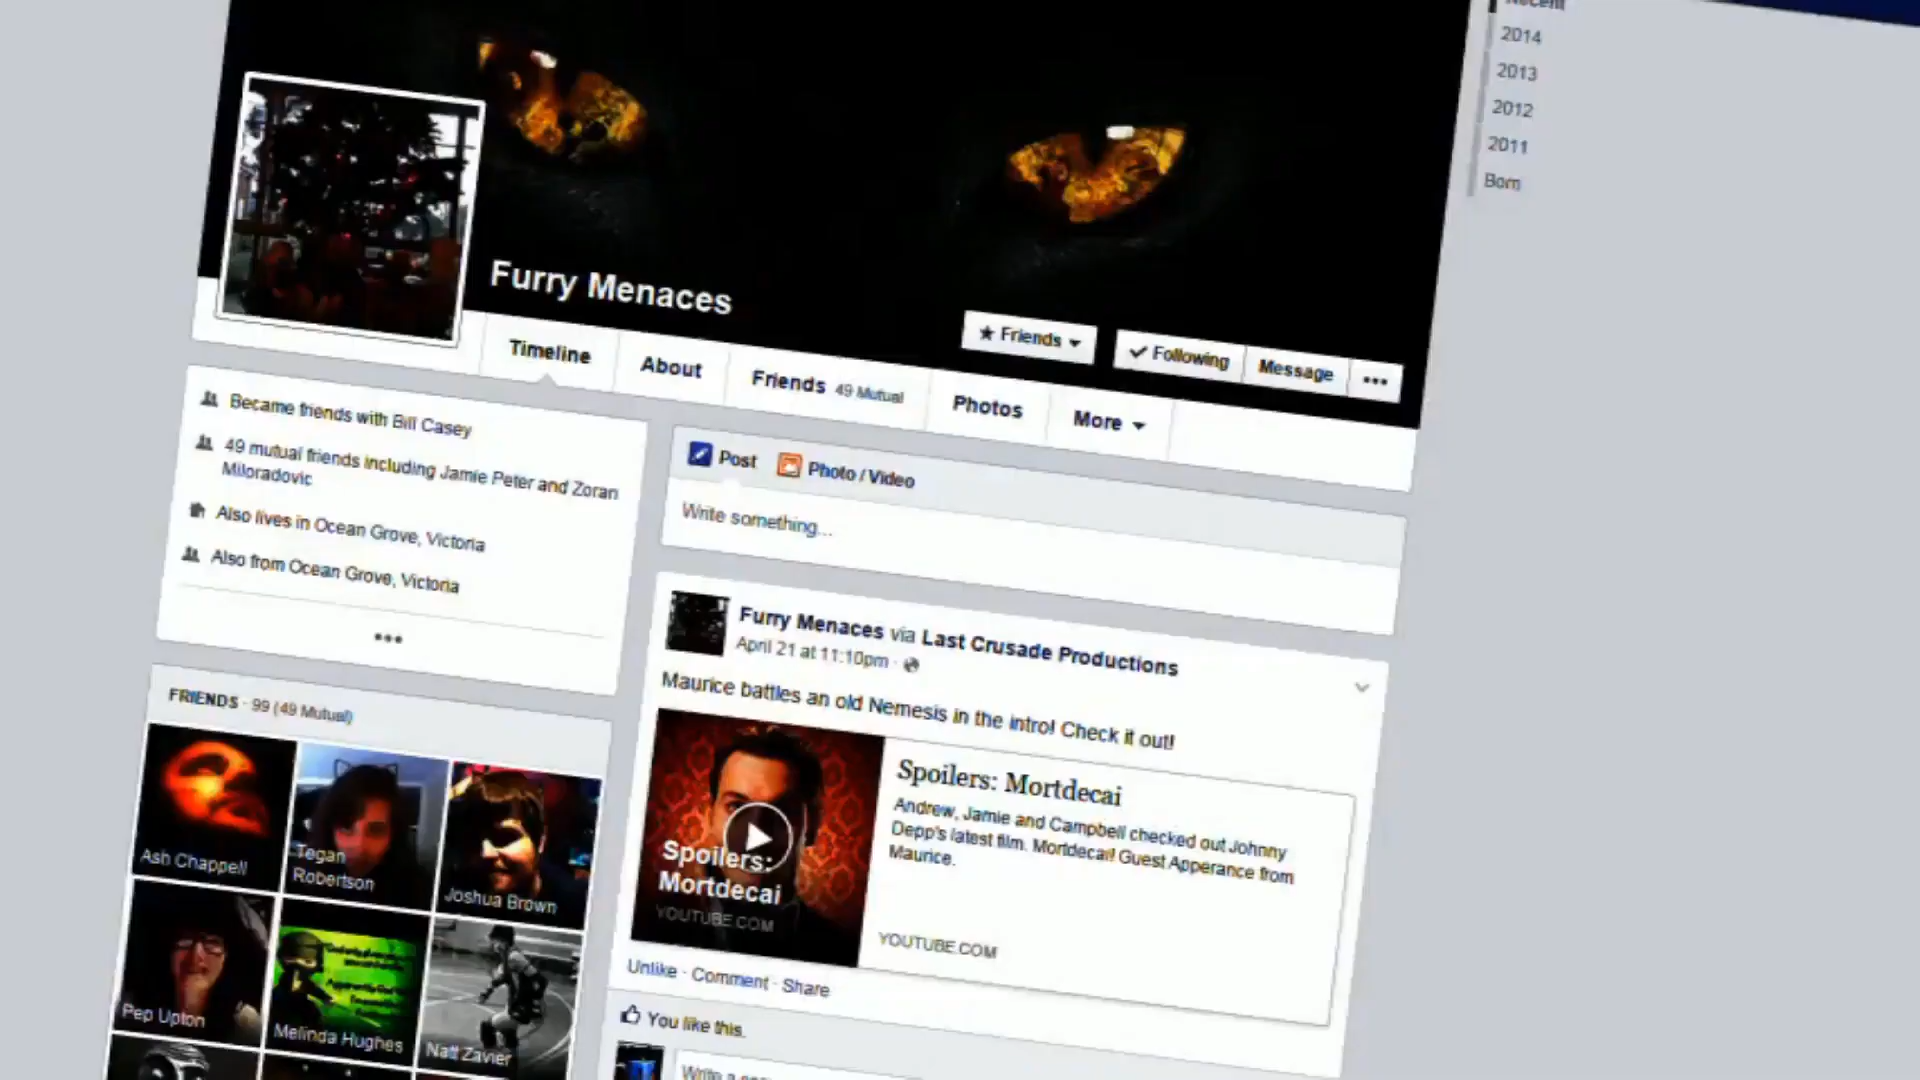 Recent
2014
2013
2012
2011
Born
Furry Menaces
Friends
Following
Message
Timeline
About
Friends 49 Mutual
Photos
More
Became friends with Bill Casey
49 mutual friends including Jamie Peter and Zoran
Miloradovic
Also lives in Ocean Grove, Victoria
Also from Ocean Grove, Victoria
Post
Photo / Video
Write something...
Furry Menaces via Last Crusade Productions
April 21 at 11:10pm ·
Maurice battles an old Nemesis in the intro! Check it out!
Spoilers:
Mortdecai
YOUTUBE.COM
Spoilers: Mortdecai
Andrew, Jamie and Campbell checked out Johnny
Depp's latest film. Mortdecai! Guest Apperance from
Maurice.
YOUTUBE.COM
Unlike · Comment · Share
You like this.
Write a
FRIENDS · 99 (49 Mutual)
Ash Chappell
Tegan
Robertson
Joshua Brown
Pep Upton
Melinda Hughes
Natt Zavier